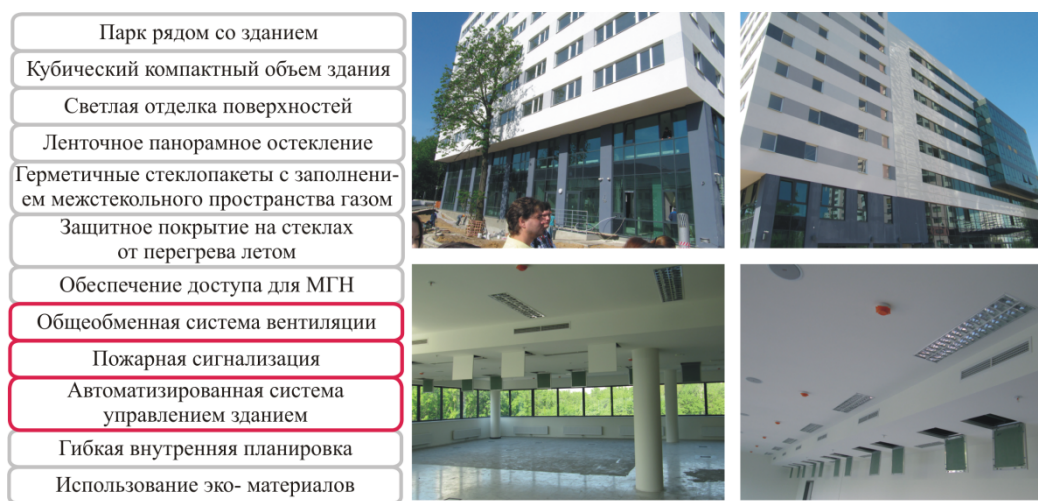 Парк рядом со зданием
Кубический компактный объем здания
Светлая отделка поверхностей
Ленточное панорамное остекление
Герметичные стеклопакеты с заполнени-
ем межстекольного пространства газом
Защитное покрытие на стеклах
от перегрева летом
Обеспечение доступа для МГН
Общеобменная система вентиляции
Пожарная сигнализация
Автоматизированная система
управлением зданием
Гибкая внутренняя планировка
Использование эко- материалов